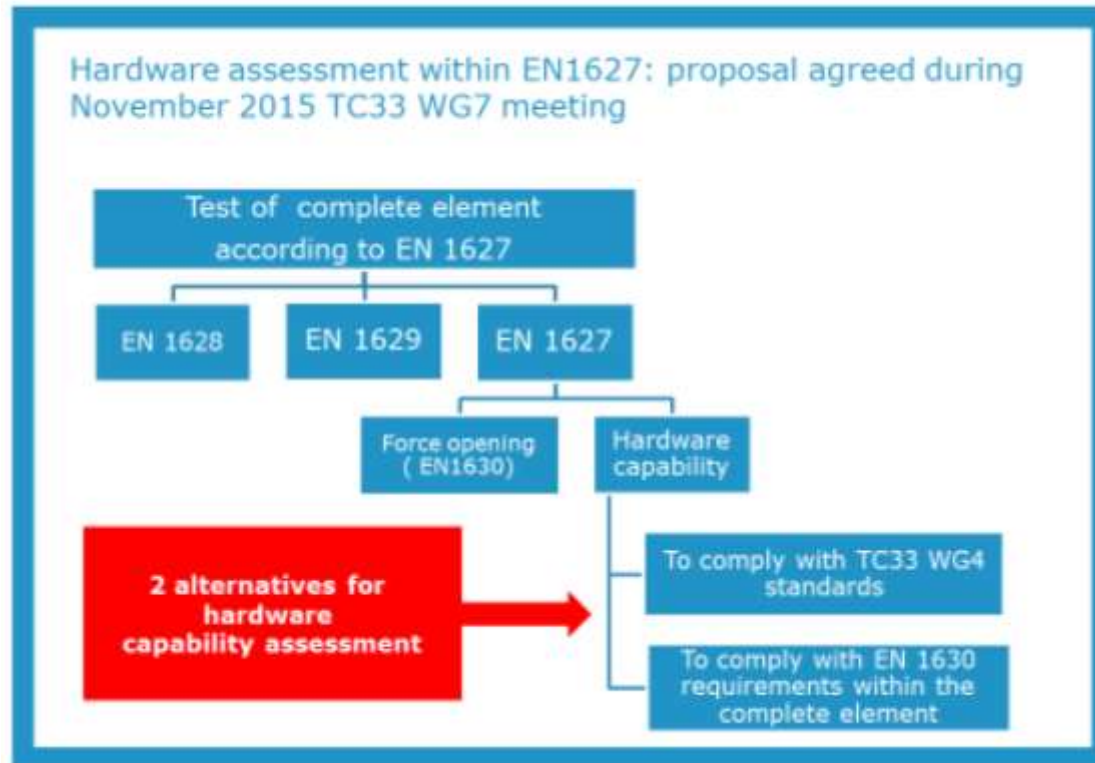 Hardware assessment within EN1627: proposal agreed during
November 2015 TC33 WG7 meeting
Test of complete element
according to EN 1627
EN 1628
EN 1629
EN 1627
Force opening
( EN1630)
Hardware
capability
2 alternatives for
hardware
capability assessment
To comply with TC33 WG4
standards
To comply with EN 1630
requirements within the
complete element